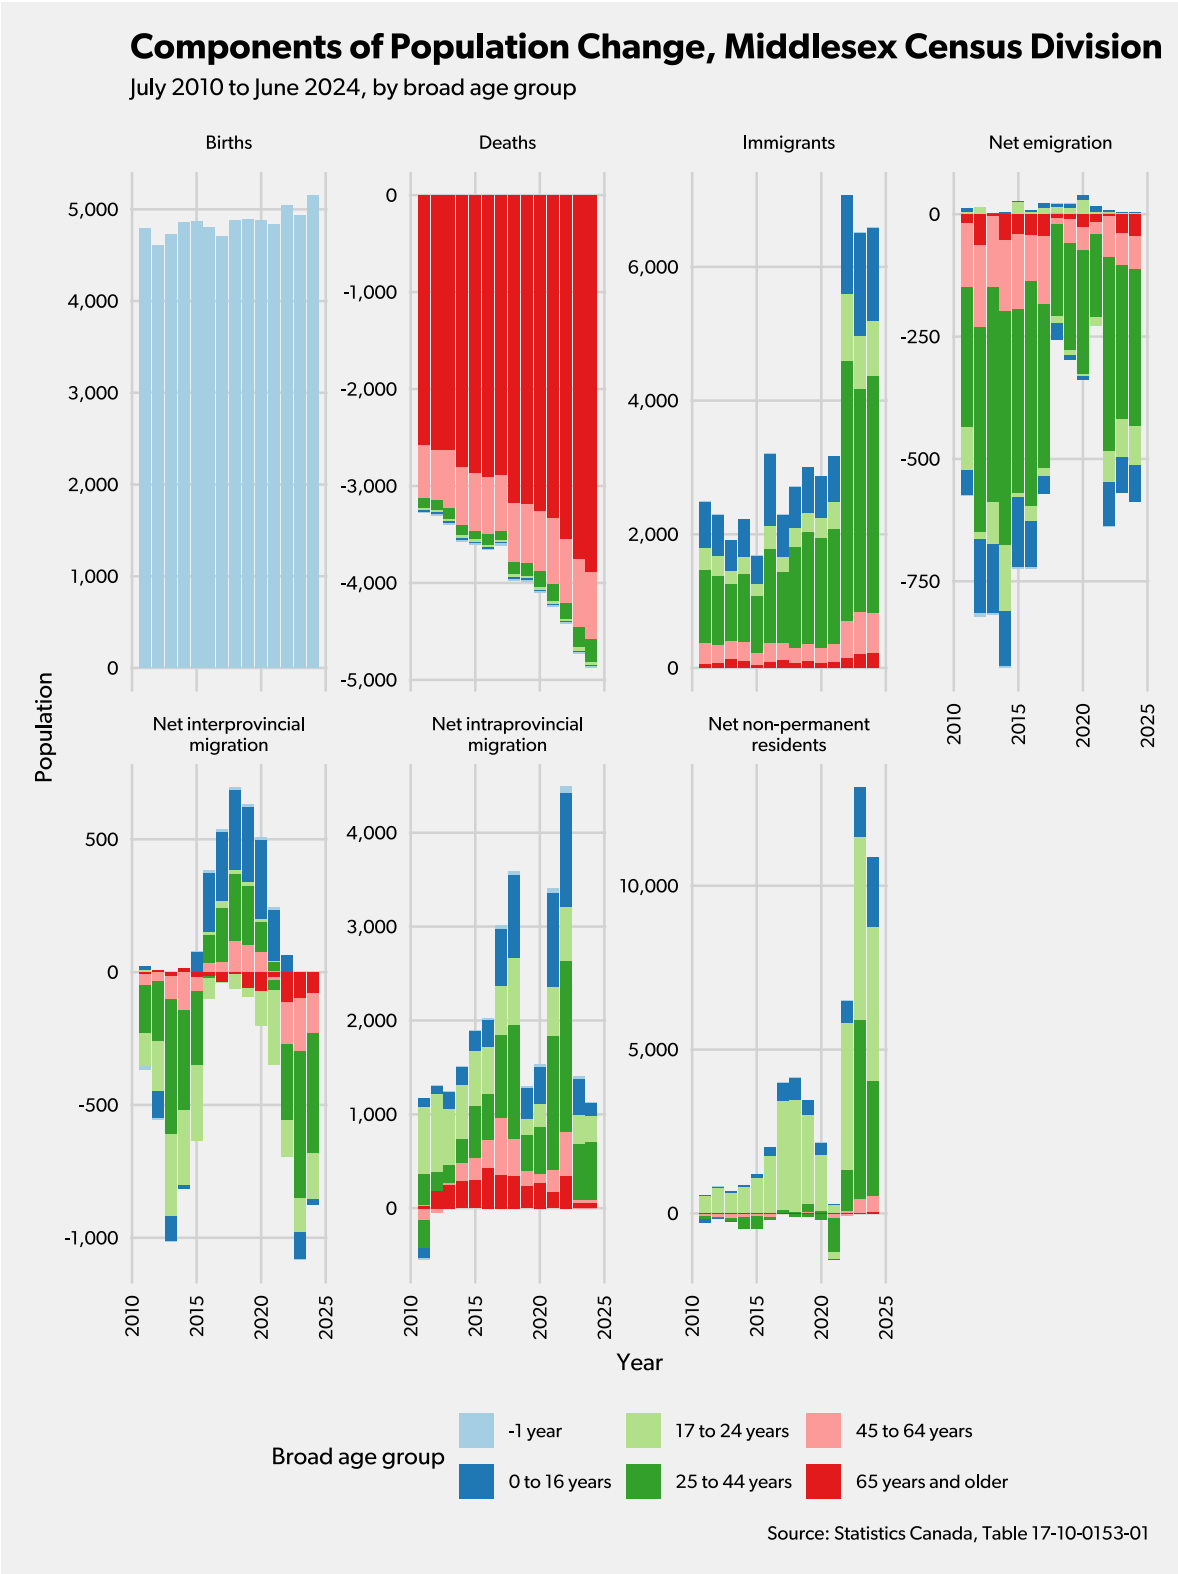 Components of Population Change, Middlesex Census Division
July 2010 to June 2024, by broad age group
Births
Deaths
Immigrants
Net emigration
5,000
4,000
3,000
2,000
1,000
0
0
-1,000
-2,000
-3,000
-4,000
-5,000
6,000
4,000
2,000
0
0
-250
-500
-750
2010
2015
2020
2025
Population
Net interprovincial
migration
Net intraprovincial
migration
Net non-permanent
residents
500
0
-500
-1,000
4,000
3,000
2,000
1,000
0
10,000
5,000
0
2010
2015
2020
2025
2010
2015
2020
2025
2010
2015
2020
2025
Year
Broad age group
-1 year
0 to 16 years
17 to 24 years
25 to 44 years
45 to 64 years
65 years and older
Source: Statistics Canada, Table 17-10-0153-01